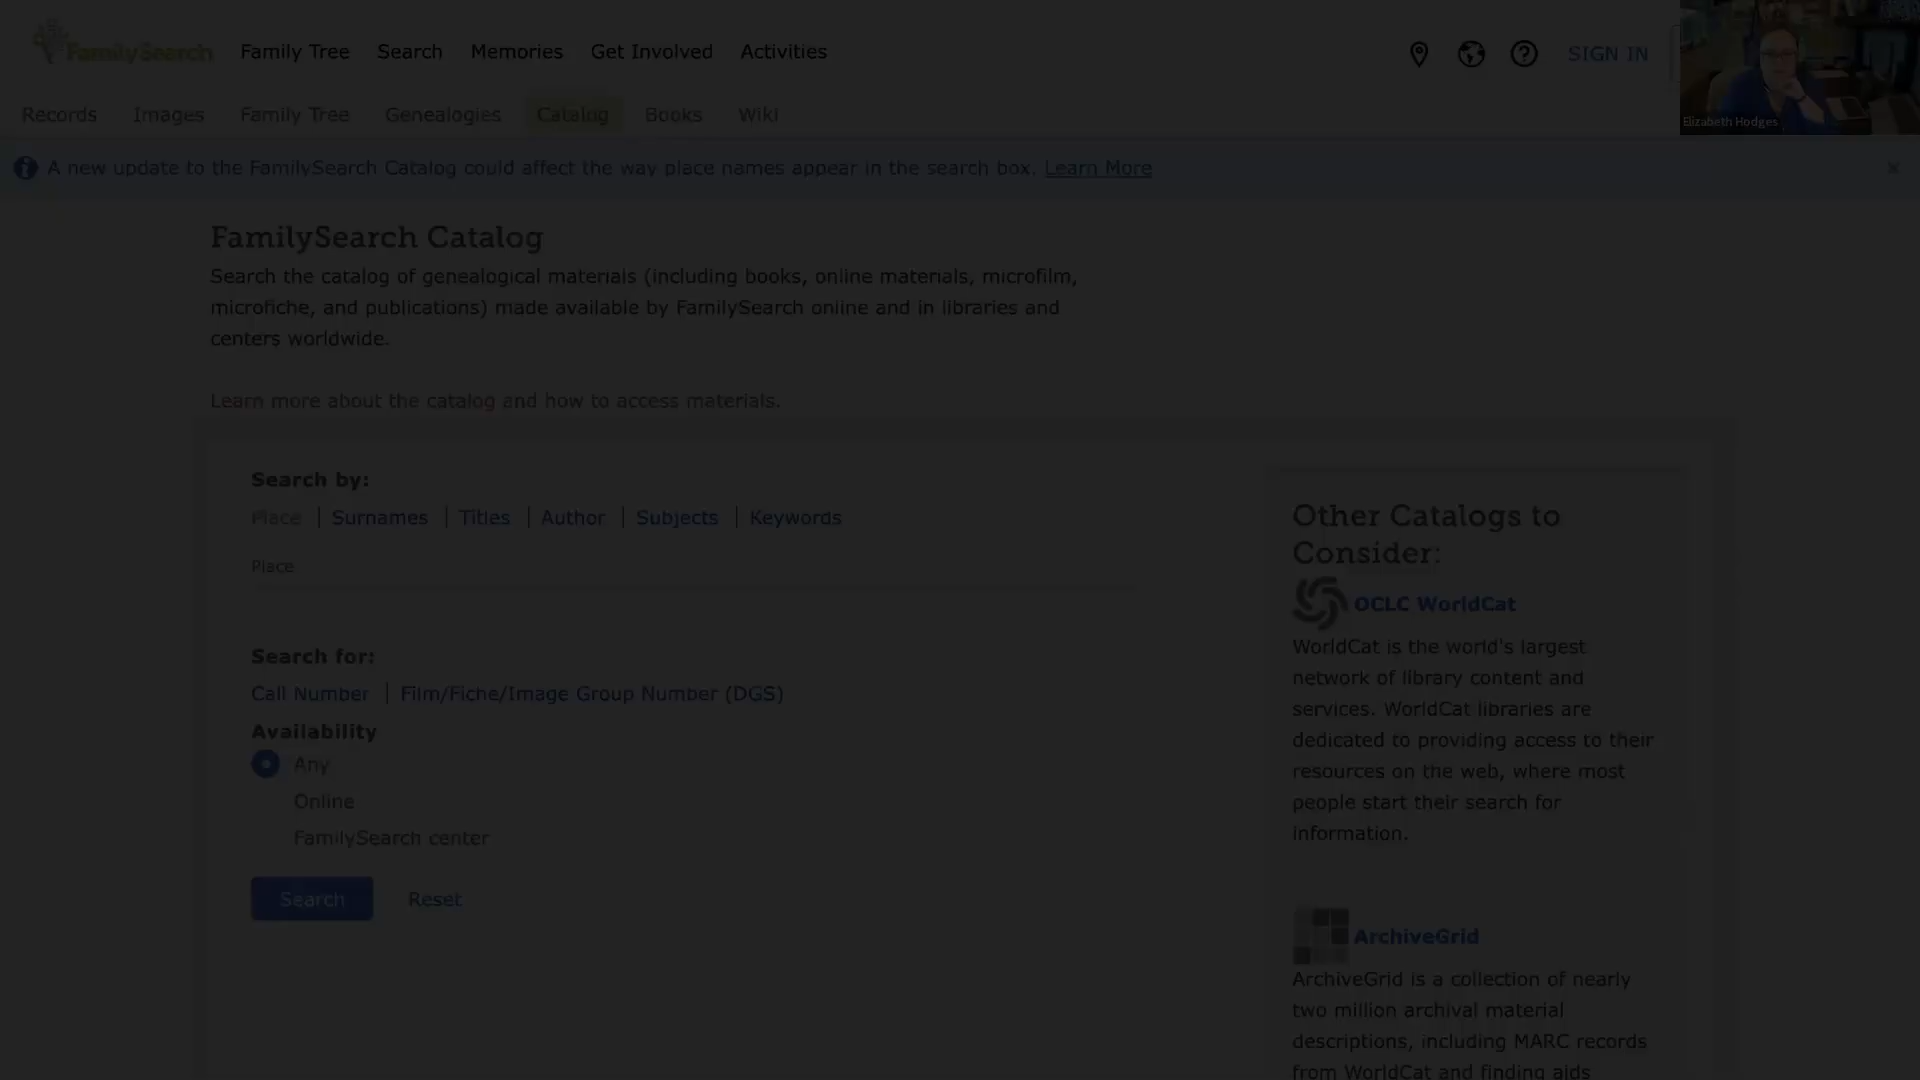 FamilySearch
Family Tree Search Memories Get Involved Activities
SIGN IN
Elizabeth Hodges
Records Images Family Tree Genealogies Catalog Books Wiki
A new update to the FamilySearch Catalog could affect the way place names appear in the search box. Learn More
FamilySearch Catalog
Search the catalog of genealogical materials (including books, online materials, microfilm,
microfiche, and publications) made available by FamilySearch online and in libraries and
centers worldwide.
Learn more about the catalog and how to access materials.
Search by:
Place | Surnames | Titles | Author | Subjects | Keywords
Place
Search for:
Call Number | Film/Fiche/Image Group Number (DGS)
Availability
Any
Online
FamilySearch center
Search Reset
Other Catalogs to
Consider:
OCLC WorldCat
WorldCat is the world's largest
network of library content and
services. WorldCat libraries are
dedicated to providing access to their
resources on the web, where most
people start their search for
information.
ArchiveGrid
ArchiveGrid is a collection of nearly
two million archival material
descriptions, including MARC records
from WorldCat and finding aids